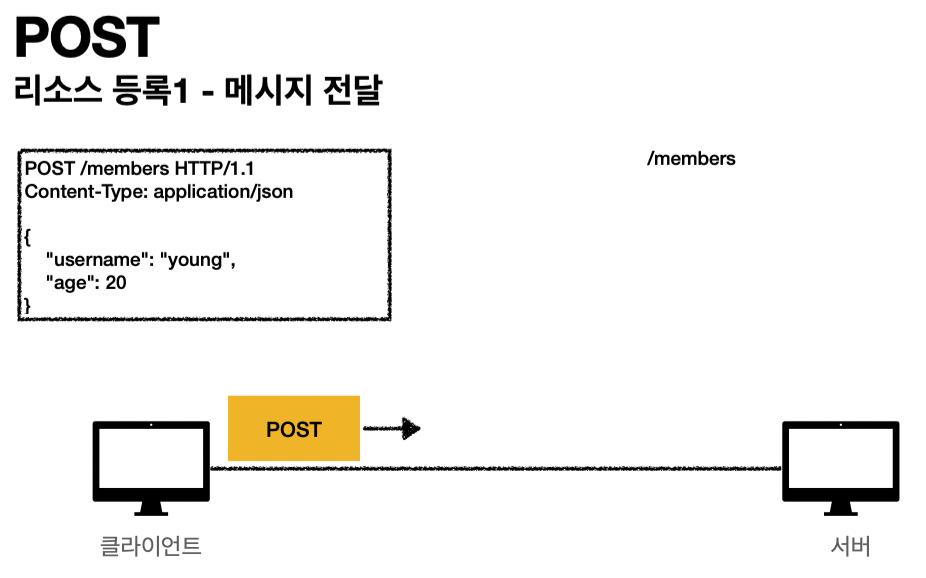 POST
리소스 등록1 - 메시지 전달
POST /members HTTP/1.1
Content-Type: application/json
{
"username": "young",
"age": 20
}
/members
POST
클라이언트
서버